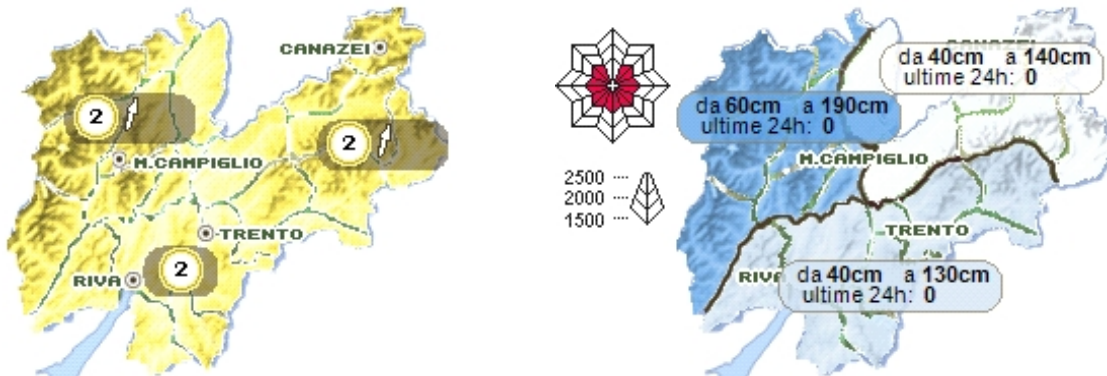 CANAZEI
2
2
M.CAMPIGLIO
TRENTO
2
RIVA
da 40cm a 140cm
ultime 24h: 0
da 60cm a 190cm
ultime 24h: 0
M.CAMPIGLIO
2500
2000
1500
TRENTO
RIVA
da 40cm a 130cm
ultime 24h: 0